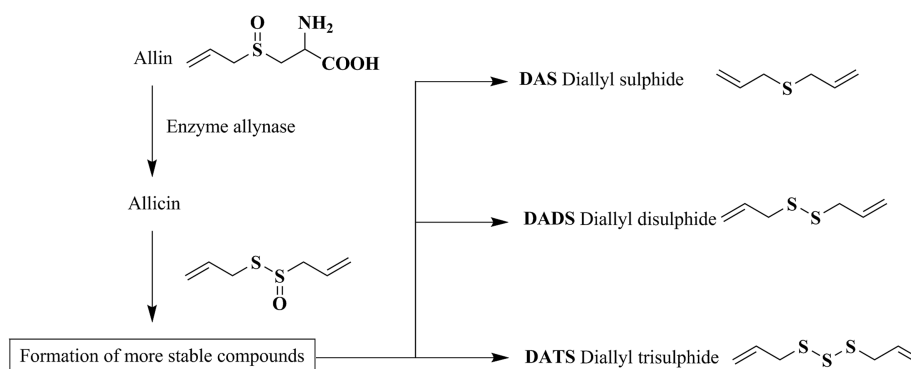 O
NH2
Allin
S
COOH
DAS Diallyl sulphide
S
Enzyme allynase
Allicin
DADS Diallyl disulphide
S
S
S
S
O
Formation of more stable compounds
DATS Diallyl trisulphide
S
S
S